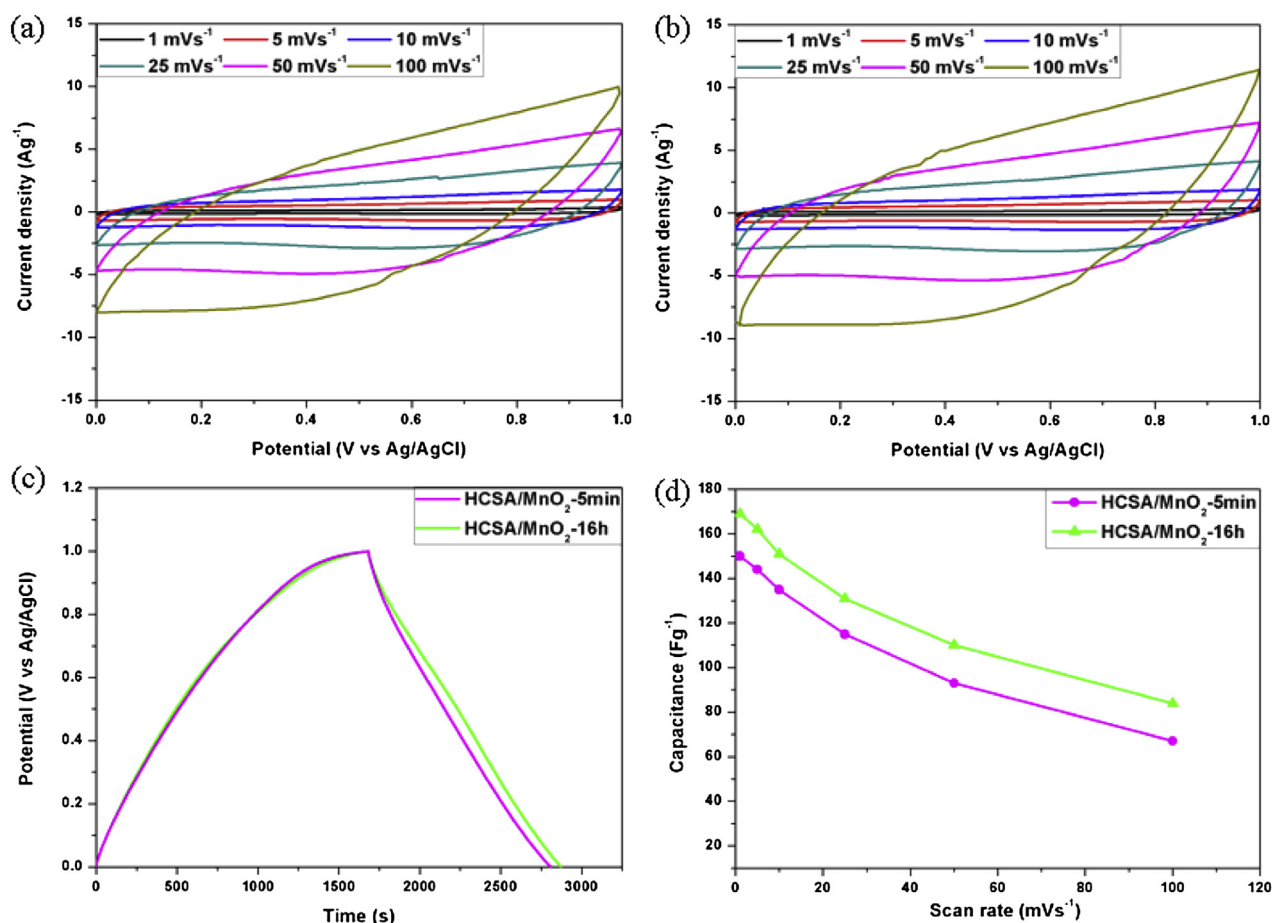 (a)
1 mVs⁻¹ 5 mVs⁻¹ 10 mVs⁻¹
25 mVs⁻¹ 50 mVs⁻¹ 100 mVs⁻¹
Current density (Ag⁻¹)
15
10
5
0
-5
-10
-15
0.0 0.2 0.4 0.6 0.8 1.0
Potential (V vs Ag/AgCl)
(b)
1 mVs⁻¹ 5 mVs⁻¹ 10 mVs⁻¹
25 mVs⁻¹ 50 mVs⁻¹ 100 mVs⁻¹
Current density (Ag⁻¹)
15
10
5
0
-5
-10
-15
0.0 0.2 0.4 0.6 0.8 1.0
Potential (V vs Ag/AgCl)
(c)
HCSA/MnO₂-5min
HCSA/MnO₂-16h
Potential (V vs Ag/AgCl)
1.2
1.0
0.8
0.6
0.4
0.2
0.0
0 500 1000 1500 2000 2500 3000
Time (s)
(d)
HCSA/MnO₂-5min
HCSA/MnO₂-16h
Capacitance (Fg⁻¹)
180
160
140
120
100
80
60
40
20
0 20 40 60 80 100 120
Scan rate (mVs⁻¹)